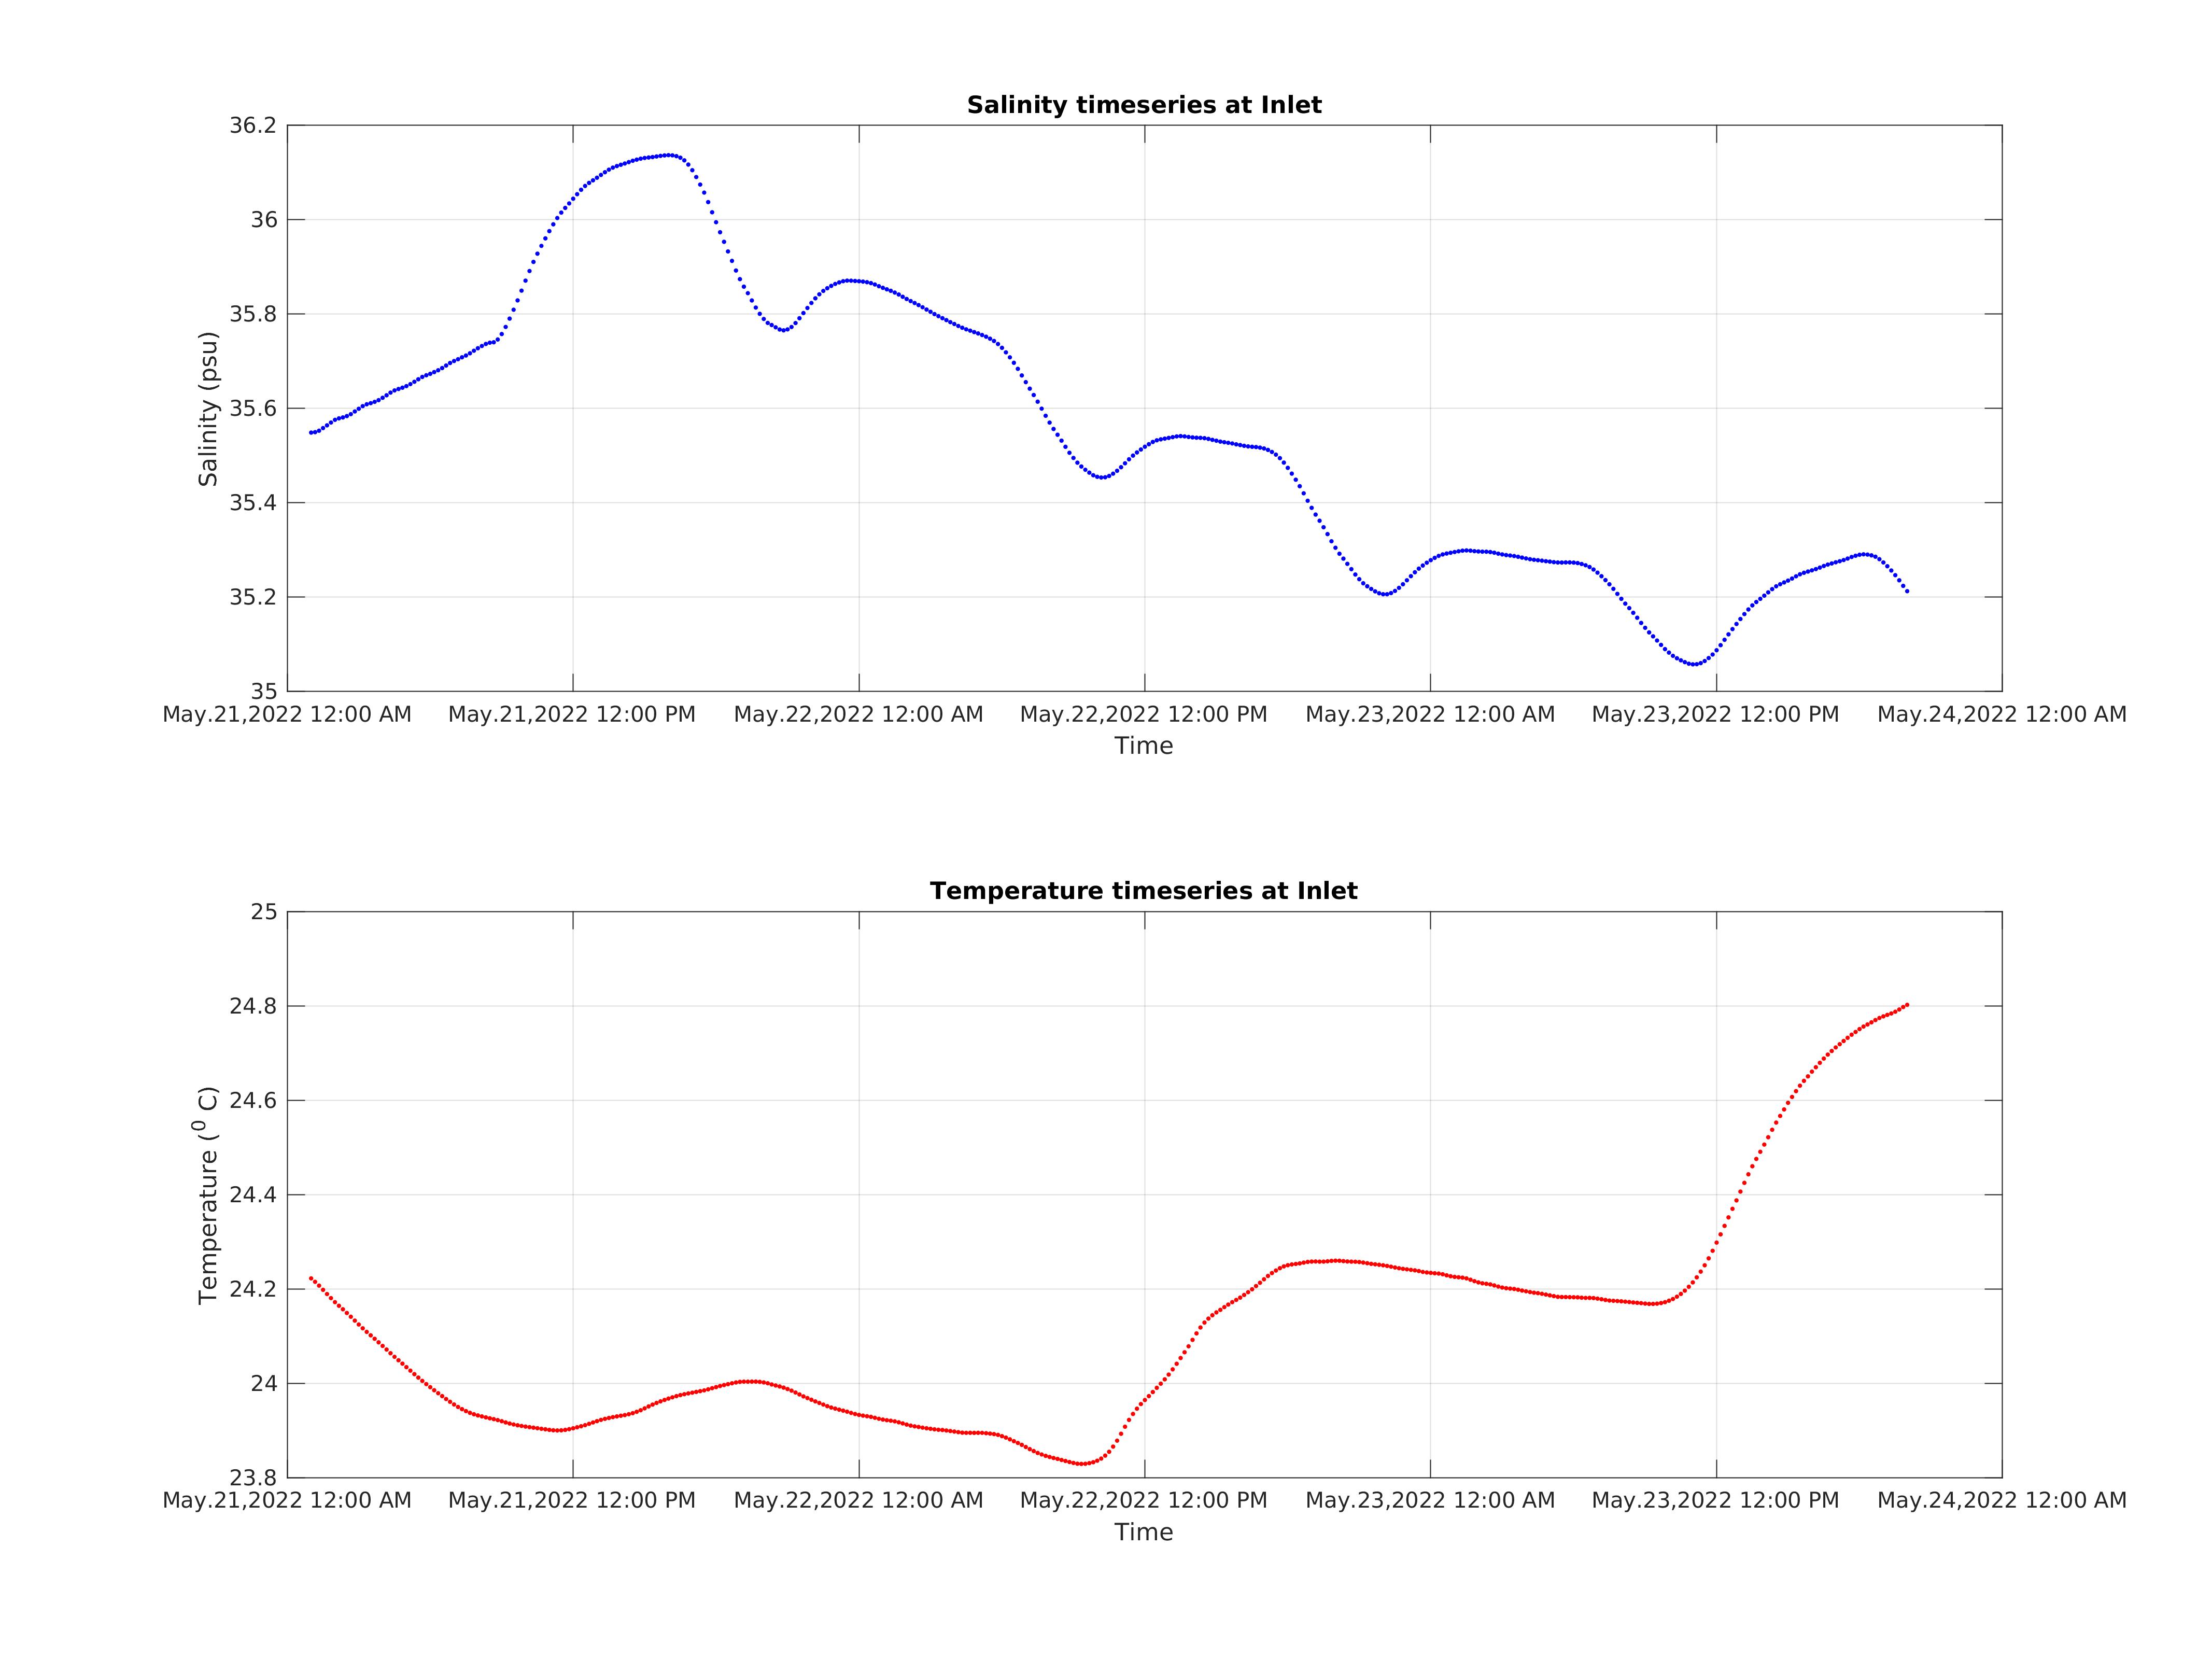 Salinity timeseries at Inlet
36.2
36
35.8
35.6
35.4
35.2
35
Salinity (psu)
May.21,2022 12:00 AM May.21,2022 12:00 PM May.22,2022 12:00 AM May.22,2022 12:00 PM May.23,2022 12:00 AM May.23,2022 12:00 PM May.24,2022 12:00 AM
Time
Temperature timeseries at Inlet
25
24.8
24.6
24.4
24.2
24
23.8
Temperature (⁰ C)
May.21,2022 12:00 AM May.21,2022 12:00 PM May.22,2022 12:00 AM May.22,2022 12:00 PM May.23,2022 12:00 AM May.23,2022 12:00 PM May.24,2022 12:00 AM
Time